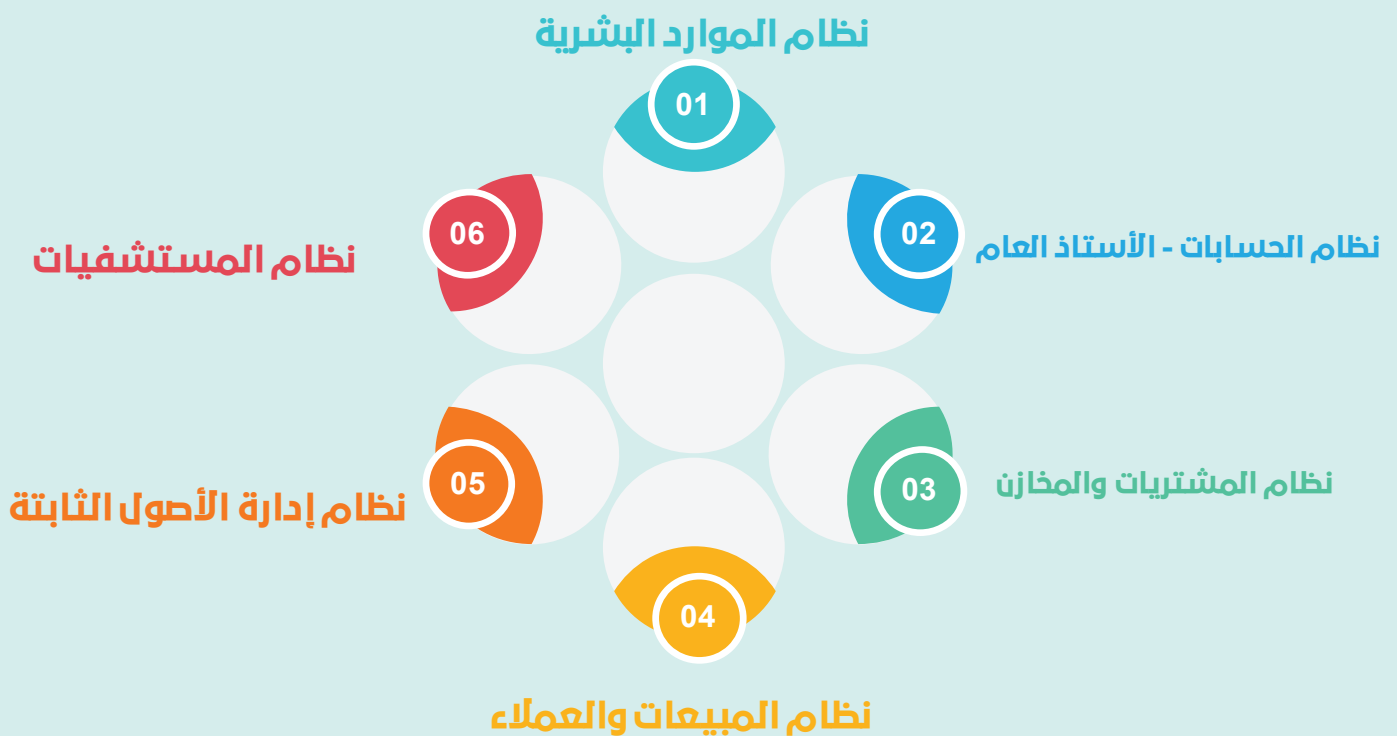 نظام الموارد البشرية
01
02
نظام الحسابات - الأستاذ العام
03
نظام المشتريات والمخازن
04
نظام المبيعات والعملاء
05
نظام إدارة الأصول الثابتة
06
نظام المستشفيات